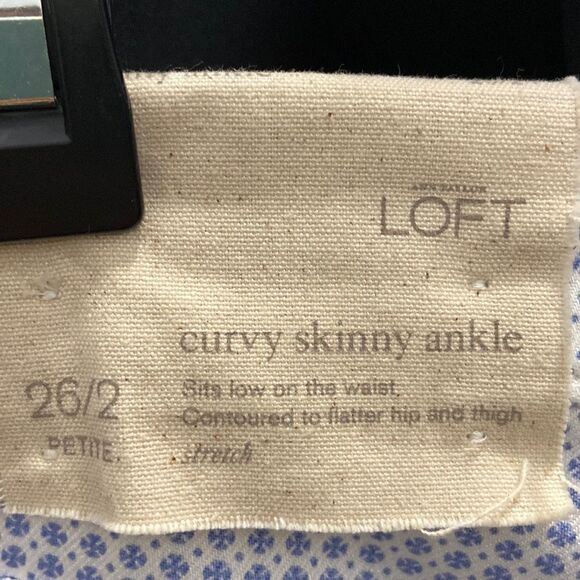 ankle
ANN TAYLOR
LOFT
curvy skinny ankle
26/2
PETITE.
Sits low on the waist.
Contoured to flatter hip and thigh
stretch